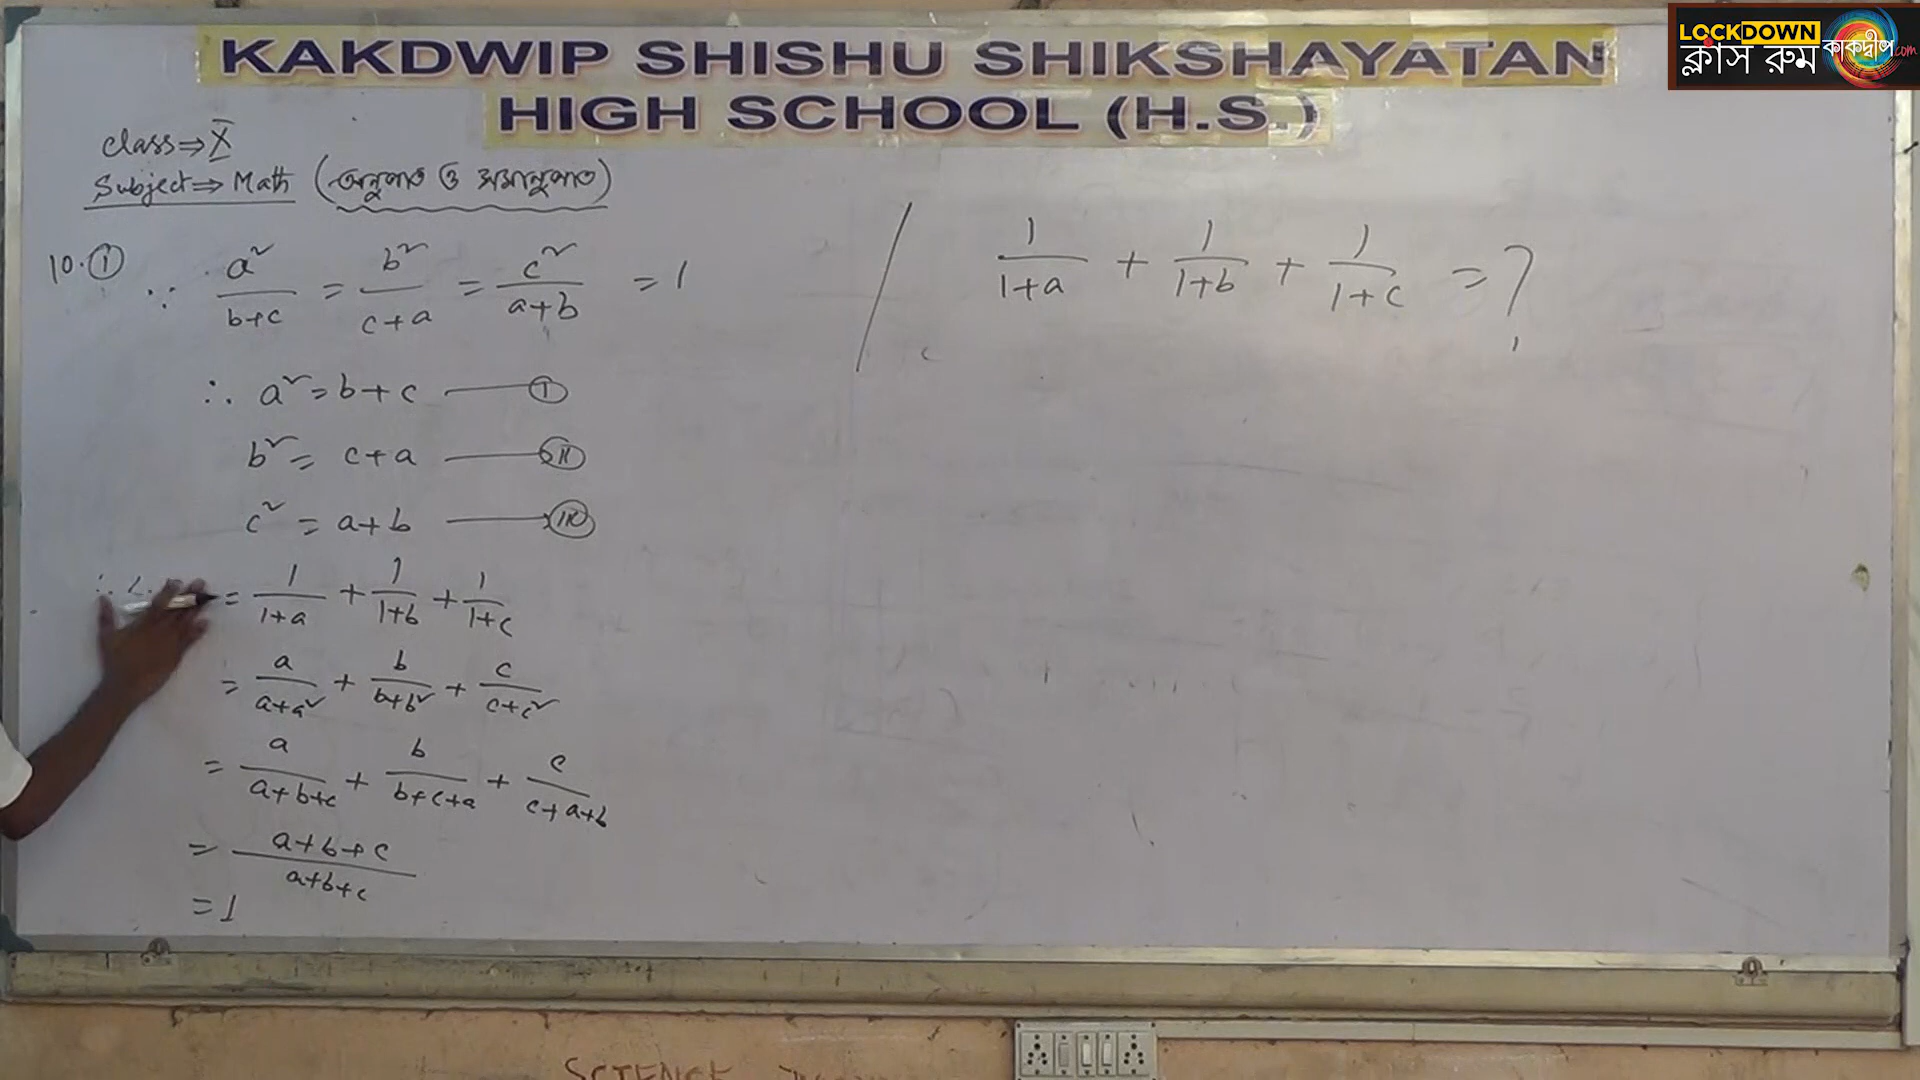 LOCKDOWN
ক্লাস রুম কাকদ্বীপ.com
KAKDWIP SHISHU SHIKSHAYATAN
HIGH SCHOOL (H.S.)
Class ⇒ X
Subject ⇒ Math (অনুপাত ও সমানুপাত)
10. (i) ∵ a²/(b+c) = b²/(c+a) = c²/(a+b) = 1
1/(1+a) + 1/(1+b) + 1/(1+c) = ?
∴ a² = b+c — (I)
b² = c+a — (II)
c² = a+b — (III)
= 1/(1+a) + 1/(1+b) + 1/(1+c)
= a/(a+a²) + b/(b+b²) + c/(c+c²)
= a/(a+b+c) + b/(b+c+a) + c/(c+a+b)
= (a+b+c)/(a+b+c)
= 1
SCIENCE